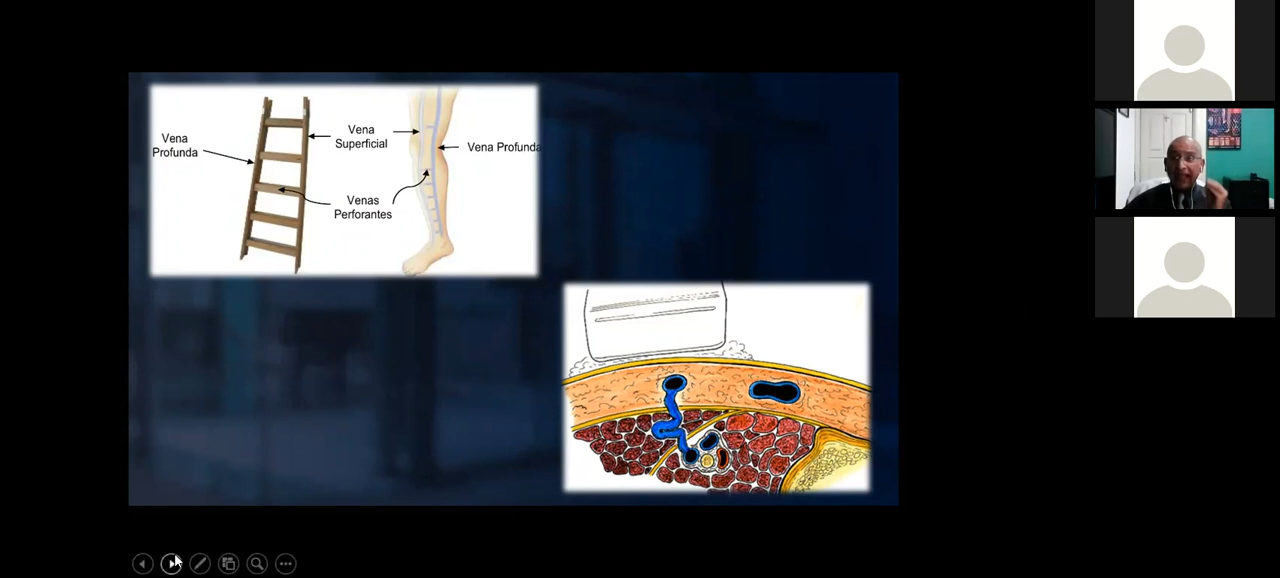 Vena
Profunda
Vena
Superficial
Vena Profunda
Venas
Perforantes